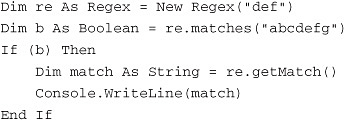 Dim re As Regex = New Regex("def")
Dim b As Boolean = re.matches("abcdefg")
If (b) Then
    Dim match As String = re.getMatch()
    Console.WriteLine(match)
End If